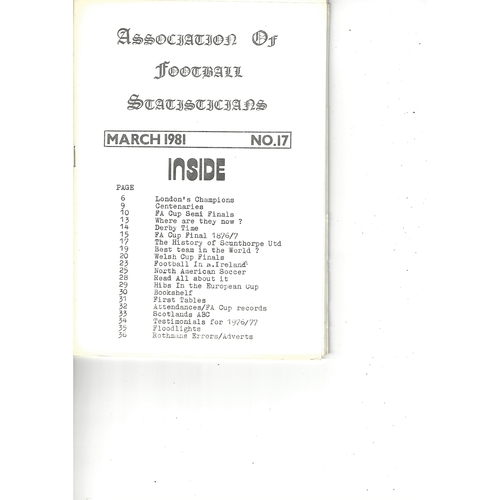 Association Of
Football
Statisticians
MARCH 1981 NO.17
INSIDE
PAGE
6 London's Champions
9 Centenaries
10 FA Cup Semi Finals
13 Where are they now ?
14 Derby Time
15 FA Cup Final 1876/7
17 The History of Scunthorpe Utd
19 Best team in the World ?
20 Welsh Cup Finals
23 Football In n.Ireland
25 North American Soccer
28 Read All about it
29 Hibs In the European Cup
30 Bookshelf
31 First Tables
32 Attendances/FA Cup records
33 Scotlands ABC
34 Testimonials for 1976/77
35 Floodlights
36 Rothmans Errors/Adverts